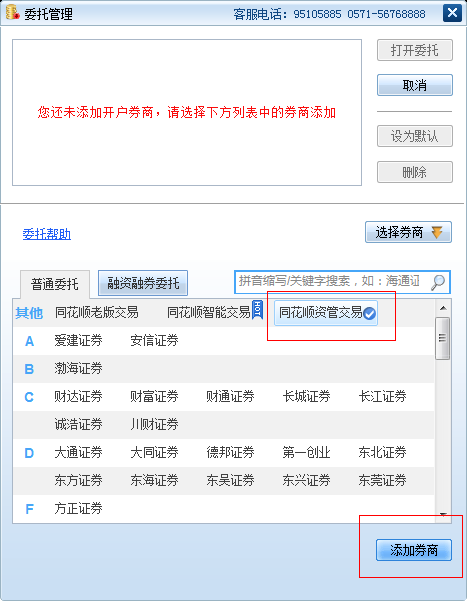 委托管理 客服电话：95105885 0571-56768888
您还未添加开户券商，请选择下方列表中的券商添加
打开委托
取消
设为默认
删除
委托帮助
选择券商
普通委托 融资融券委托 拼音缩写/关键字搜索，如：海通证
其他 同花顺老版交易 同花顺智能交易 TOP 同花顺资管交易
A 爱建证券 安信证券
B 渤海证券
C 财达证券 财富证券 财通证券 长城证券 长江证券
诚浩证券 川财证券
D 大通证券 大同证券 德邦证券 第一创业 东北证券
东方证券 东海证券 东吴证券 东兴证券 东莞证券
F 方正证券
添加券商